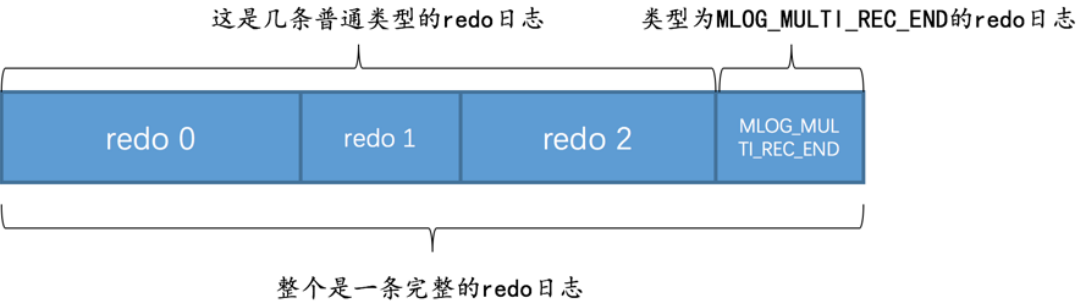 这是几条普通类型的redo日志
类型为MLOG_MULTI_REC_END的redo日志
redo 0
redo 1
redo 2
MLOG_MUL
TI_REC_END
整个是一条完整的redo日志